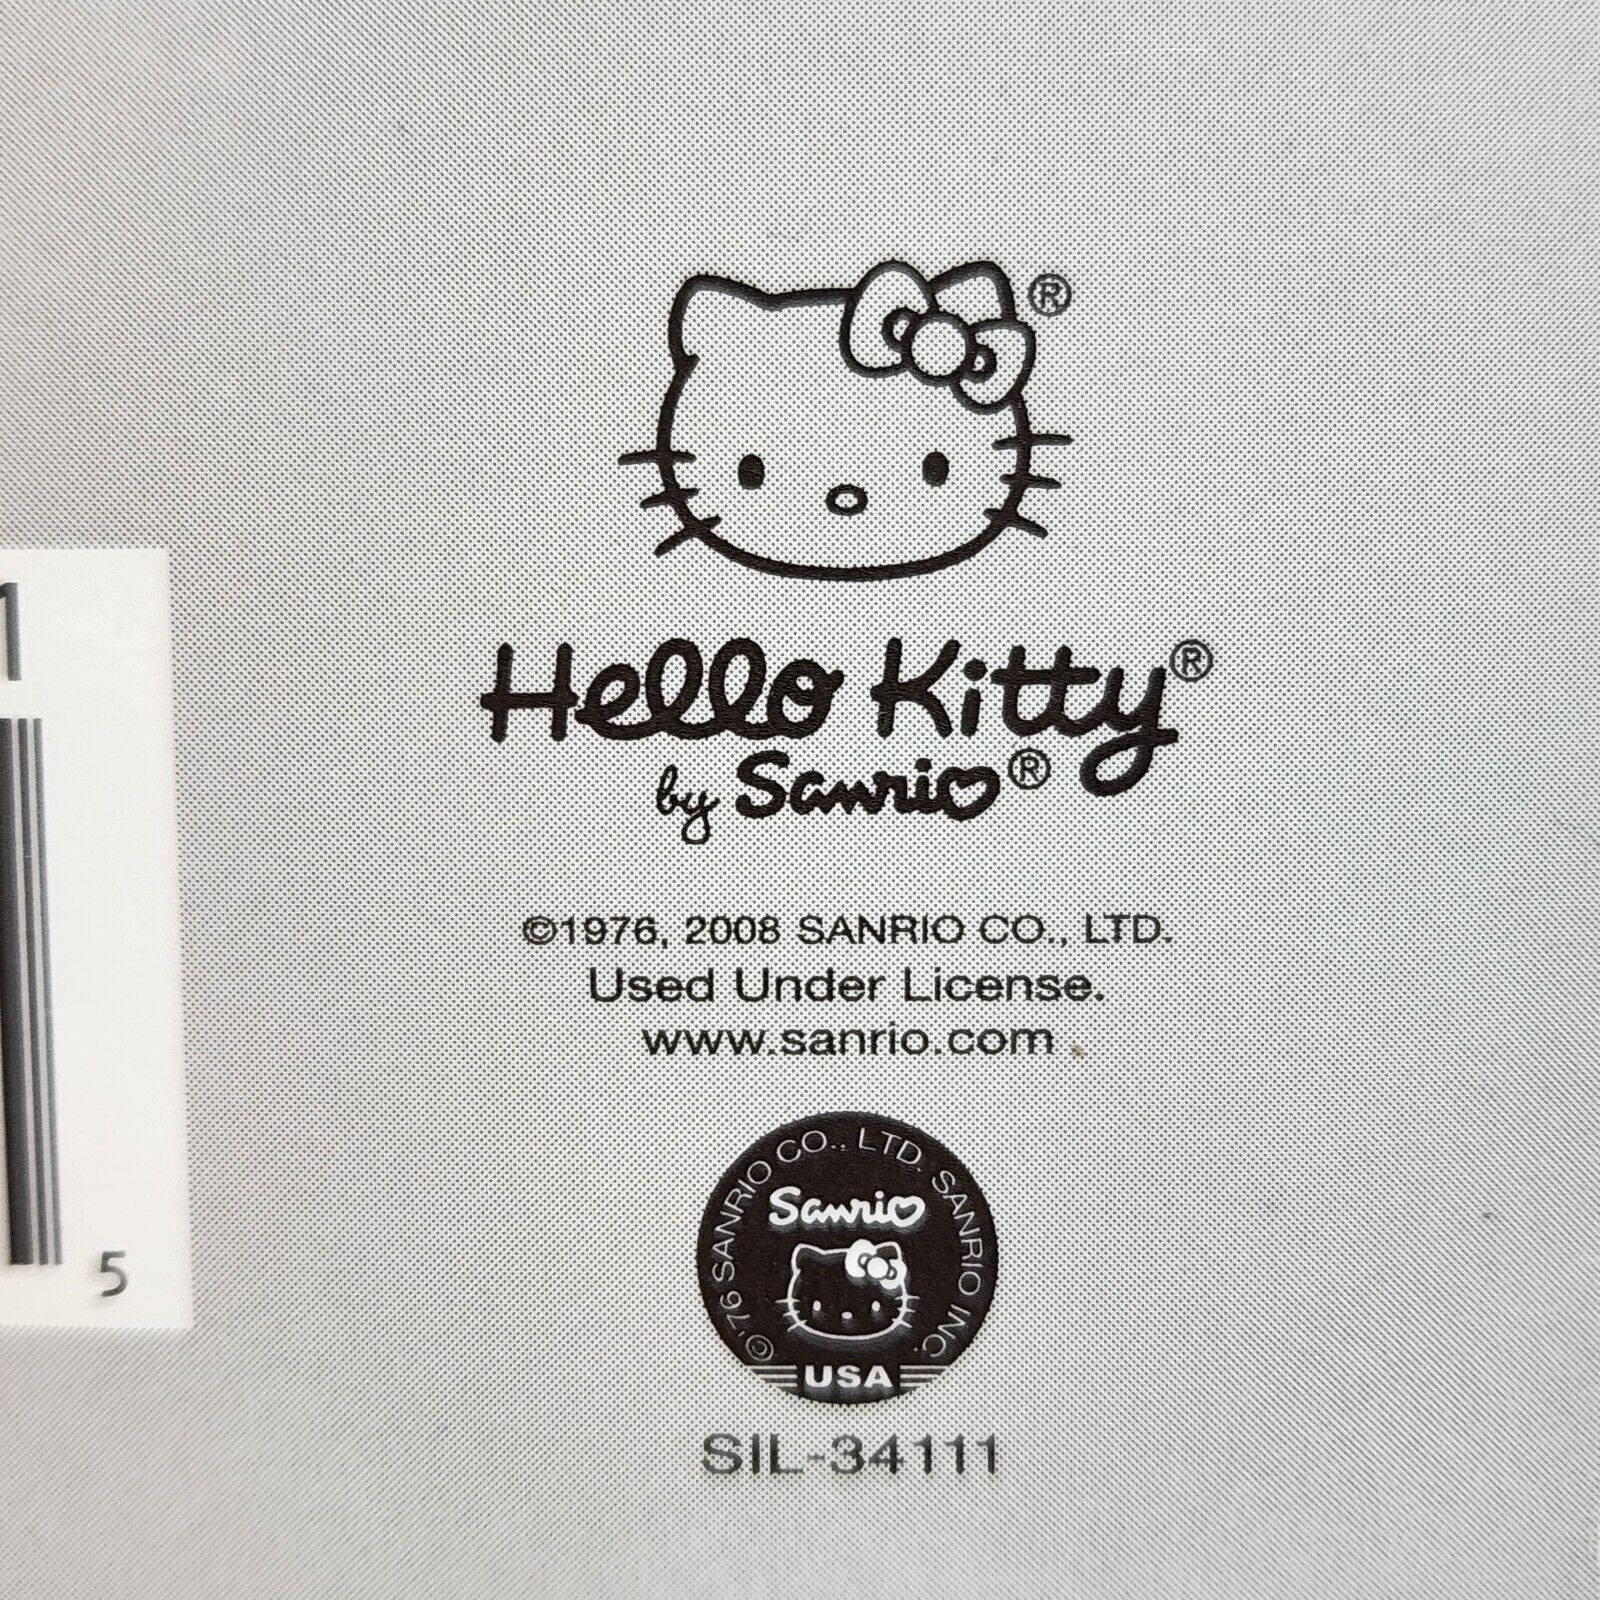 ®
Hello Kitty®
by Sanrio®
©1976, 2008 SANRIO CO., LTD.
Used Under License.
www.sanrio.com
©'76 SANRIO CO., LTD. SANRIO INC.
Sanrio
USA
SIL-34111
1
5